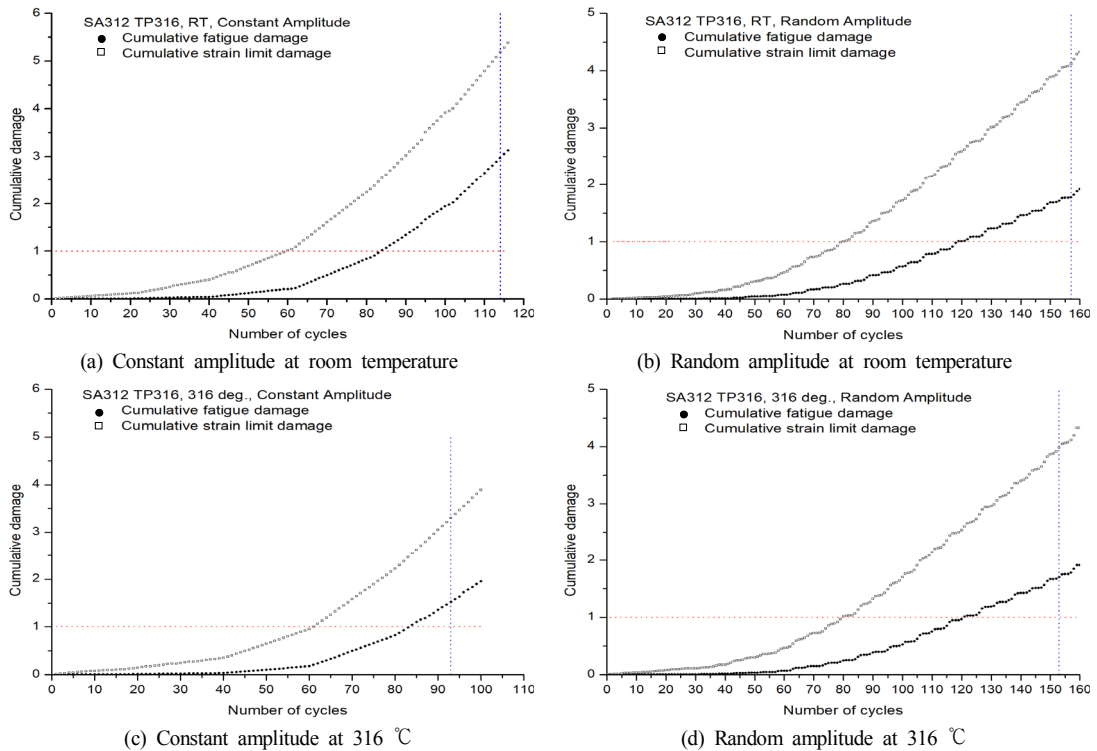 SA312 TP316, RT, Constant Amplitude
Cumulative fatigue damage
Cumulative strain limit damage
Cumulative damage
6
5
4
3
2
1
0
0 10 20 30 40 50 60 70 80 90 100 110 120
Number of cycles
(a) Constant amplitude at room temperature
SA312 TP316, RT, Random Amplitude
Cumulative fatigue damage
Cumulative strain limit damage
Cumulative damage
5
4
3
2
1
0
0 10 20 30 40 50 60 70 80 90 100 110 120 130 140 150 160
Number of cycles
(b) Random amplitude at room temperature
SA312 TP316, 316 deg., Constant Amplitude
Cumulative fatigue damage
Cumulative strain limit damage
Cumulative damage
6
5
4
3
2
1
0
0 10 20 30 40 50 60 70 80 90 100 110
Number of cycles
(c) Constant amplitude at 316 ℃
SA312 TP316, 316 deg., Random Amplitude
Cumulative fatigue damage
Cumulative strain limit damage
Cumulative damage
5
4
3
2
1
0
0 10 20 30 40 50 60 70 80 90 100 110 120 130 140 150 160
Number of cycles
(d) Random amplitude at 316 ℃